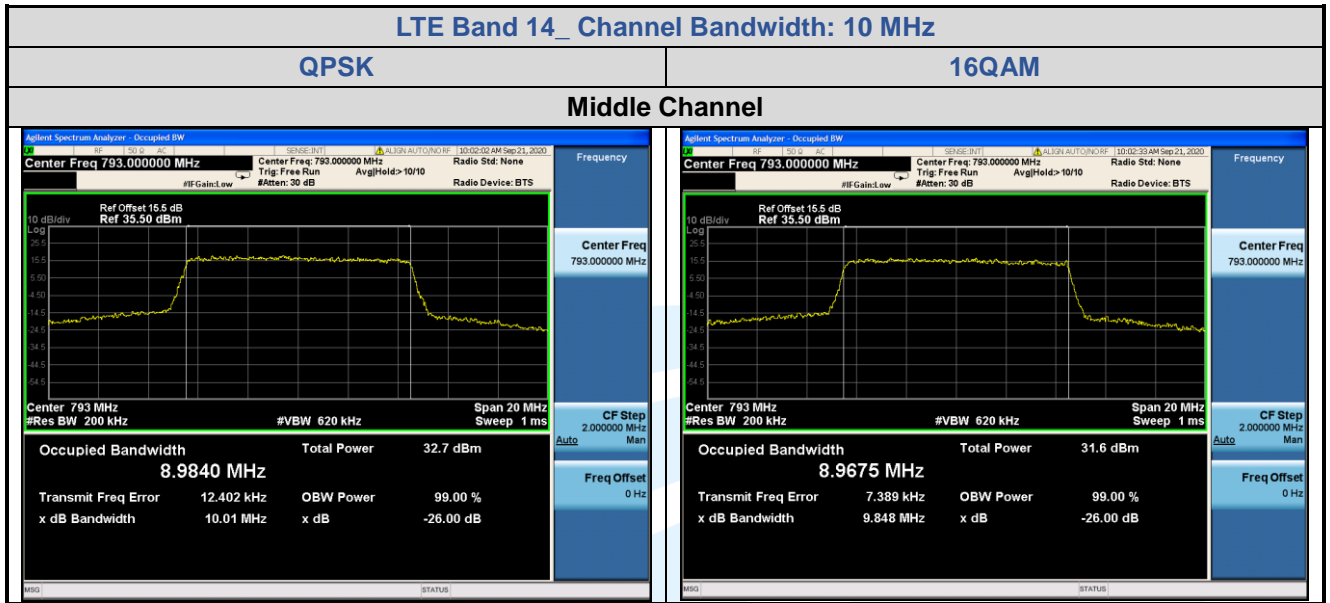 LTE Band 14_ Channel Bandwidth: 10 MHz
QPSK
16QAM
Middle Channel
Agilent Spectrum Analyzer - Occupied BW
RF 50 Ω AC SENSE:INT ALIGN AUTO/NO RF 10:02:02 AM Sep 21, 2020
Center Freq 793.000000 MHz
Center Freq: 793.000000 MHz
Radio Std: None
Trig: Free Run Avg|Hold:>10/10
#IFGain:Low #Atten: 30 dB Radio Device: BTS
Ref Offset 15.5 dB
10 dB/div Ref 35.50 dBm
Log
25.5
15.5
5.50
-4.50
-14.5
-24.5
-34.5
-44.5
-54.5
Center 793 MHz Span 20 MHz
#Res BW 200 kHz #VBW 620 kHz Sweep 1 ms
Occupied Bandwidth Total Power 32.7 dBm
8.9840 MHz
Transmit Freq Error 12.402 kHz OBW Power 99.00 %
x dB Bandwidth 10.01 MHz x dB -26.00 dB
MSG STATUS
Frequency
Center Freq
793.000000 MHz
CF Step
2.000000 MHz
Auto Man
Freq Offset
0 Hz
Agilent Spectrum Analyzer - Occupied BW
RF 50 Ω AC SENSE:INT ALIGN AUTO/NO RF 10:02:33 AM Sep 21, 2020
Center Freq 793.000000 MHz
Center Freq: 793.000000 MHz
Radio Std: None
Trig: Free Run Avg|Hold:>10/10
#IFGain:Low #Atten: 30 dB Radio Device: BTS
Ref Offset 15.5 dB
10 dB/div Ref 35.50 dBm
Log
25.5
15.5
5.50
-4.50
-14.5
-24.5
-34.5
-44.5
-54.5
Center 793 MHz Span 20 MHz
#Res BW 200 kHz #VBW 620 kHz Sweep 1 ms
Occupied Bandwidth Total Power 31.6 dBm
8.9675 MHz
Transmit Freq Error 7.389 kHz OBW Power 99.00 %
x dB Bandwidth 9.848 MHz x dB -26.00 dB
MSG STATUS
Frequency
Center Freq
793.000000 MHz
CF Step
2.000000 MHz
Auto Man
Freq Offset
0 Hz